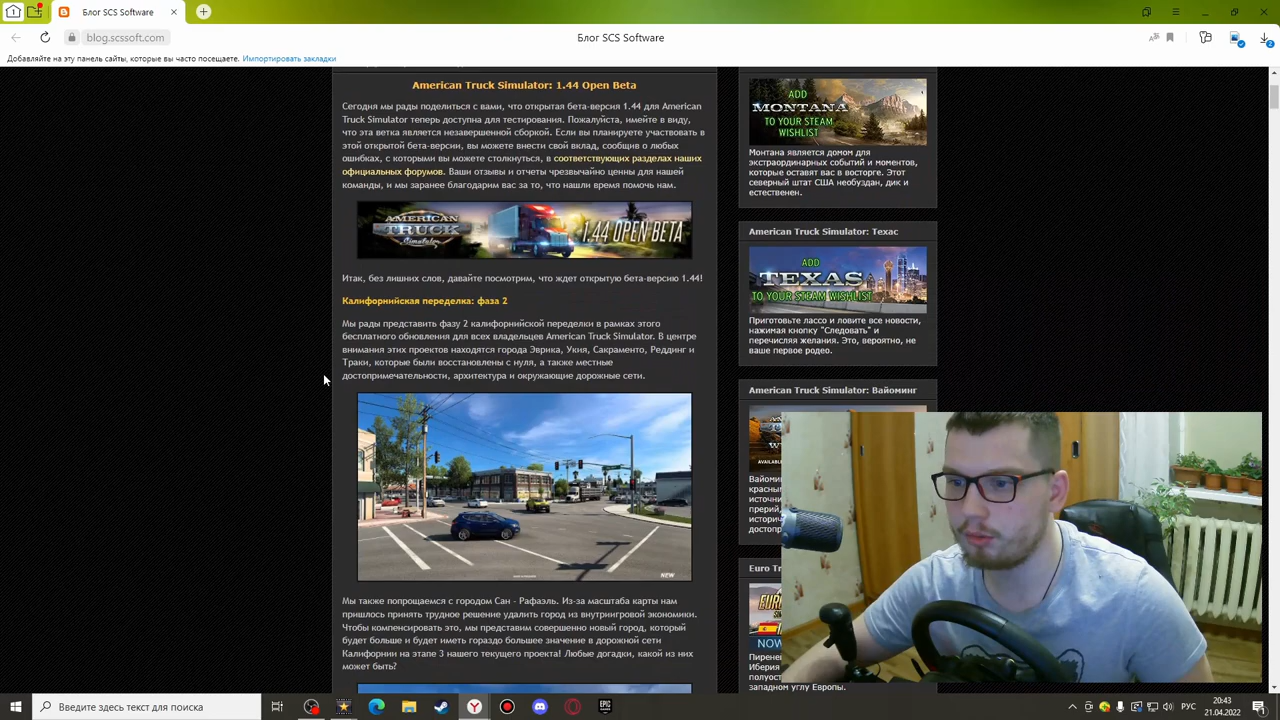 Блог SCS Software
blog.scssoft.com
Блог SCS Software
Добавляйте на эту панель сайты, которые вы часто посещаете. Импортировать закладки
American Truck Simulator: 1.44 Open Beta
Сегодня мы рады поделиться с вами, что открытая бета-версия 1.44 для American
Truck Simulator теперь доступна для тестирования. Пожалуйста, имейте в виду,
что эта ветка является незавершенной сборкой. Если вы планируете участвовать в
этой открытой бета-версии, вы можете внести свой вклад, сообщив о любых
ошибках, с которыми вы можете столкнуться, в соответствующих разделах наших
официальных форумов. Ваши отзывы и отчеты чрезвычайно ценны для нашей
команды, и мы заранее благодарим вас за то, что нашли время помочь нам.
AMERICAN
TRUCK
Simulator
1.44 OPEN BETA
Итак, без лишних слов, давайте посмотрим, что ждет открытую бета-версию 1.44!
Калифорнийская переделка: фаза 2
Мы рады представить фазу 2 калифорнийской переделки в рамках этого
бесплатного обновления для всех владельцев American Truck Simulator. В центре
внимания этих проектов находятся города Эврика, Укия, Сакраменто, Реддинг и
Траки, которые были восстановлены с нуля, а также местные
достопримечательности, архитектура и окружающие дорожные сети.
NEW
Мы также попрощаемся с городом Сан - Рафаэль. Из-за масштаба карты нам
пришлось принять трудное решение удалить город из внутриигровой экономики.
Чтобы компенсировать это, мы представим совершенно новый город, который
будет больше и будет иметь гораздо большее значение в дорожной сети
Калифорнии на этапе 3 нашего текущего проекта! Любые догадки, какой из них
может быть?
ADD
MONTANA
TO YOUR STEAM
WISHLIST
Монтана является домом для
экстраординарных событий и моментов,
которые оставят вас в восторге. Этот
северный штат США необуздан, дик и
естественен.
American Truck Simulator: Техас
ADD
TEXAS
TO YOUR STEAM WISHLIST
Приготовьте лассо и ловите все новости,
нажимая кнопку "Следовать" и
перечисляя желания. Это, вероятно, не
ваше первое родео.
American Truck Simulator: Вайоминг
Euro Tr
NOW
Иберия
западном углу Европы.
Введите здесь текст для поиска
РУС
20:43
21.04.2022